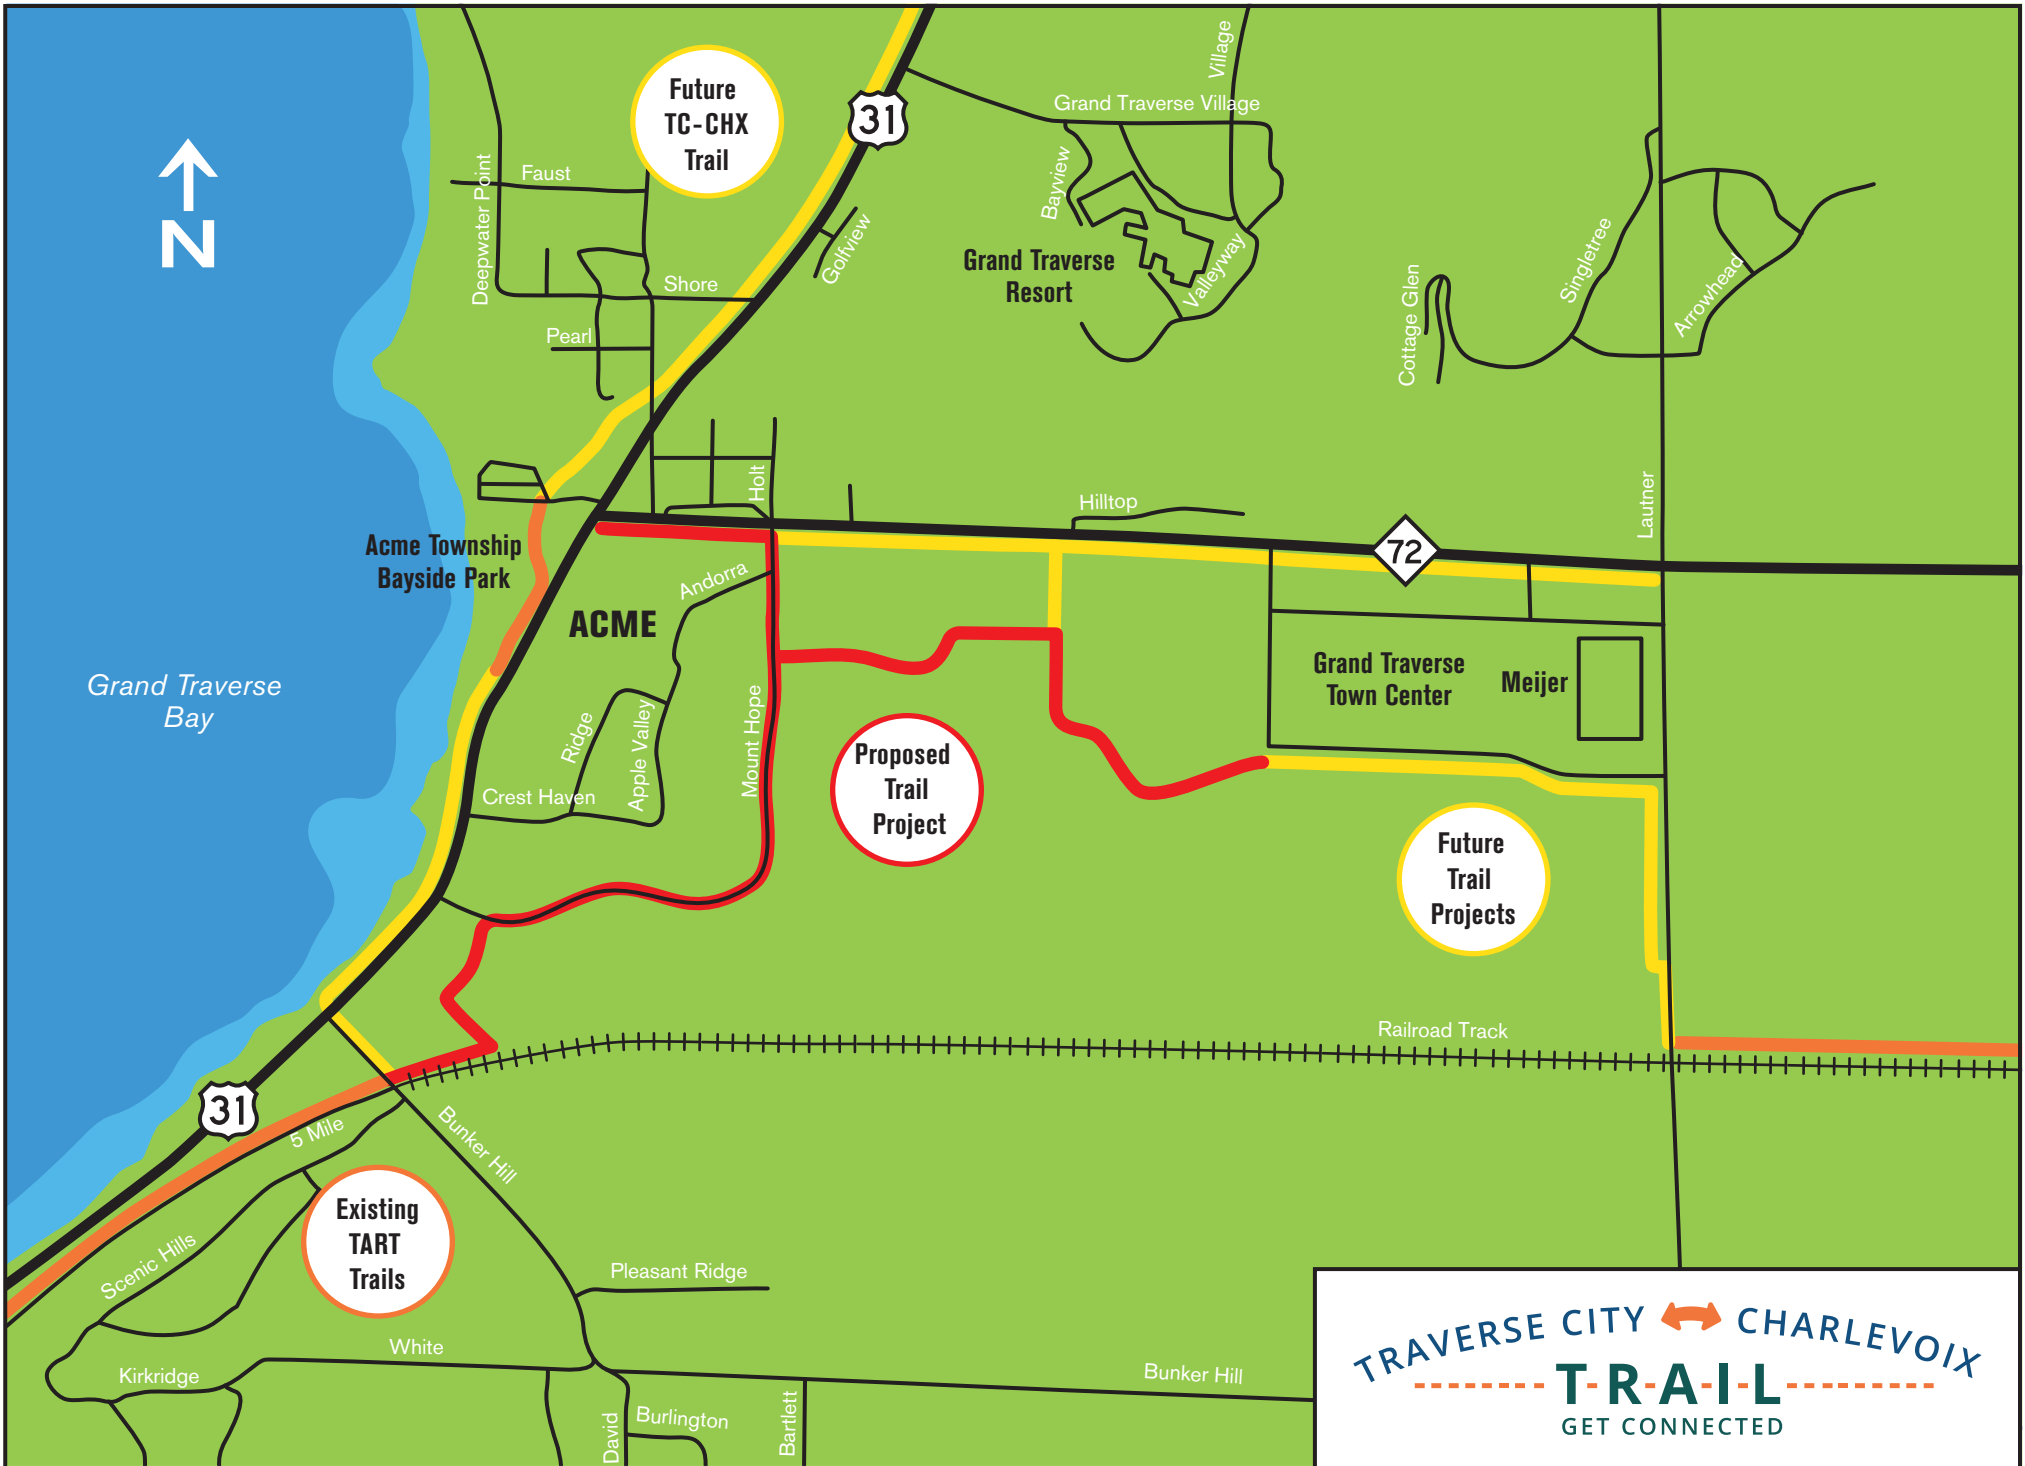 Future
TC-CHX
Trail
31
Village
Grand Traverse Village
N
Deepwater Point
Faust
Bayview
Golfview
Valleyway
Grand Traverse
Resort
Singletree
Arrowhead
Cottage Glen
Shore
Pearl
Holt
Hilltop
Lautner
72
Acme Township
Bayside Park
Andorra
ACME
Grand Traverse
Bay
Grand Traverse
Town Center
Meijer
Ridge
Apple Valley
Mount Hope
Crest Haven
Proposed
Trail
Project
Future
Trail
Projects
Railroad Track
31
5 Mile
Bunker Hill
Existing
TART
Trails
Scenic Hills
Pleasant Ridge
White
Kirkridge
Bunker Hill
David
Burlington
Bartlett
TRAVERSE CITY CHARLEVOIX
T-R-A-I-L
GET CONNECTED